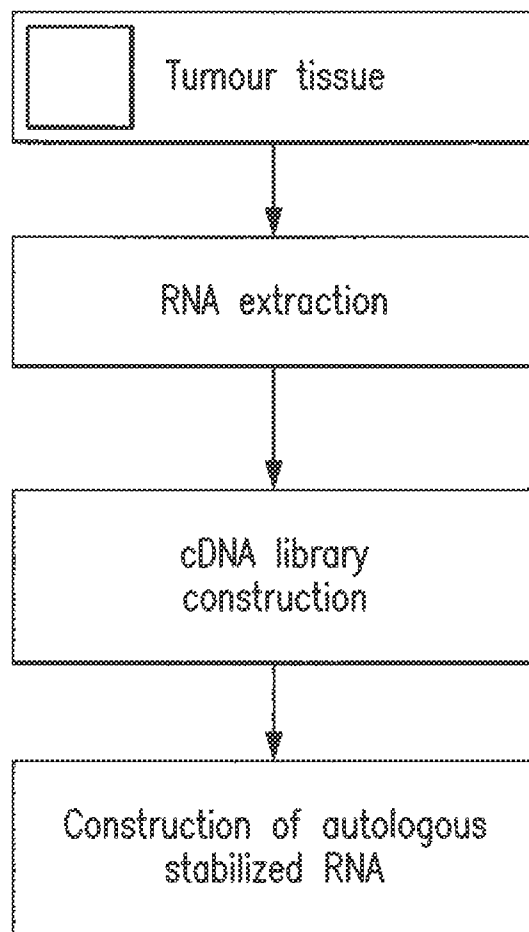 Tumour tissue
RNA extraction
cDNA library
construction
Construction of autologous
stabilized RNA